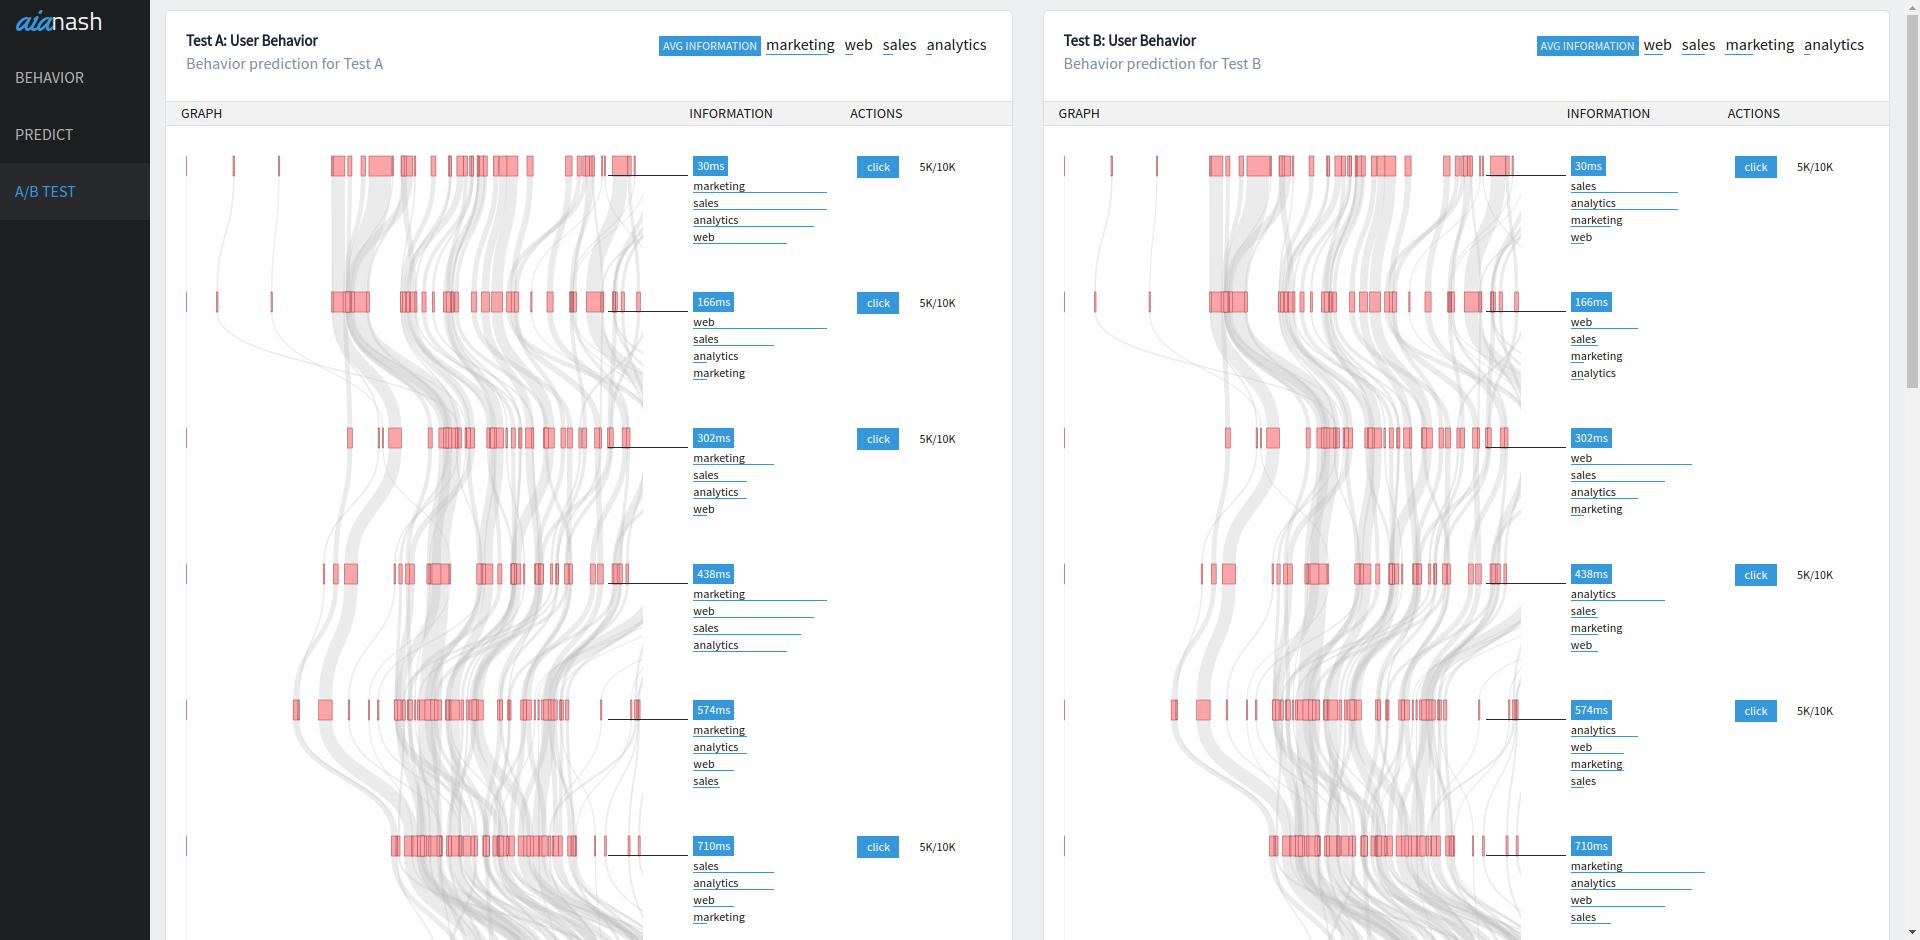 aianash
BEHAVIOR
PREDICT
A/B TEST
Test A: User Behavior
Behavior prediction for Test A
AVG INFORMATION marketing web sales analytics
GRAPH INFORMATION ACTIONS
30ms click 5K/10K
marketing
sales
analytics
web
166ms click 5K/10K
web
sales
analytics
marketing
302ms click 5K/10K
marketing
sales
analytics
web
438ms
marketing
web
sales
analytics
574ms
marketing
analytics
web
sales
710ms click 5K/10K
sales
analytics
web
marketing
Test B: User Behavior
Behavior prediction for Test B
AVG INFORMATION web sales marketing analytics
GRAPH INFORMATION ACTIONS
30ms click 5K/10K
sales
analytics
marketing
web
166ms
web
sales
marketing
analytics
302ms
web
sales
analytics
marketing
438ms click 5K/10K
analytics
sales
marketing
web
574ms click 5K/10K
analytics
web
marketing
sales
710ms
marketing
analytics
web
sales